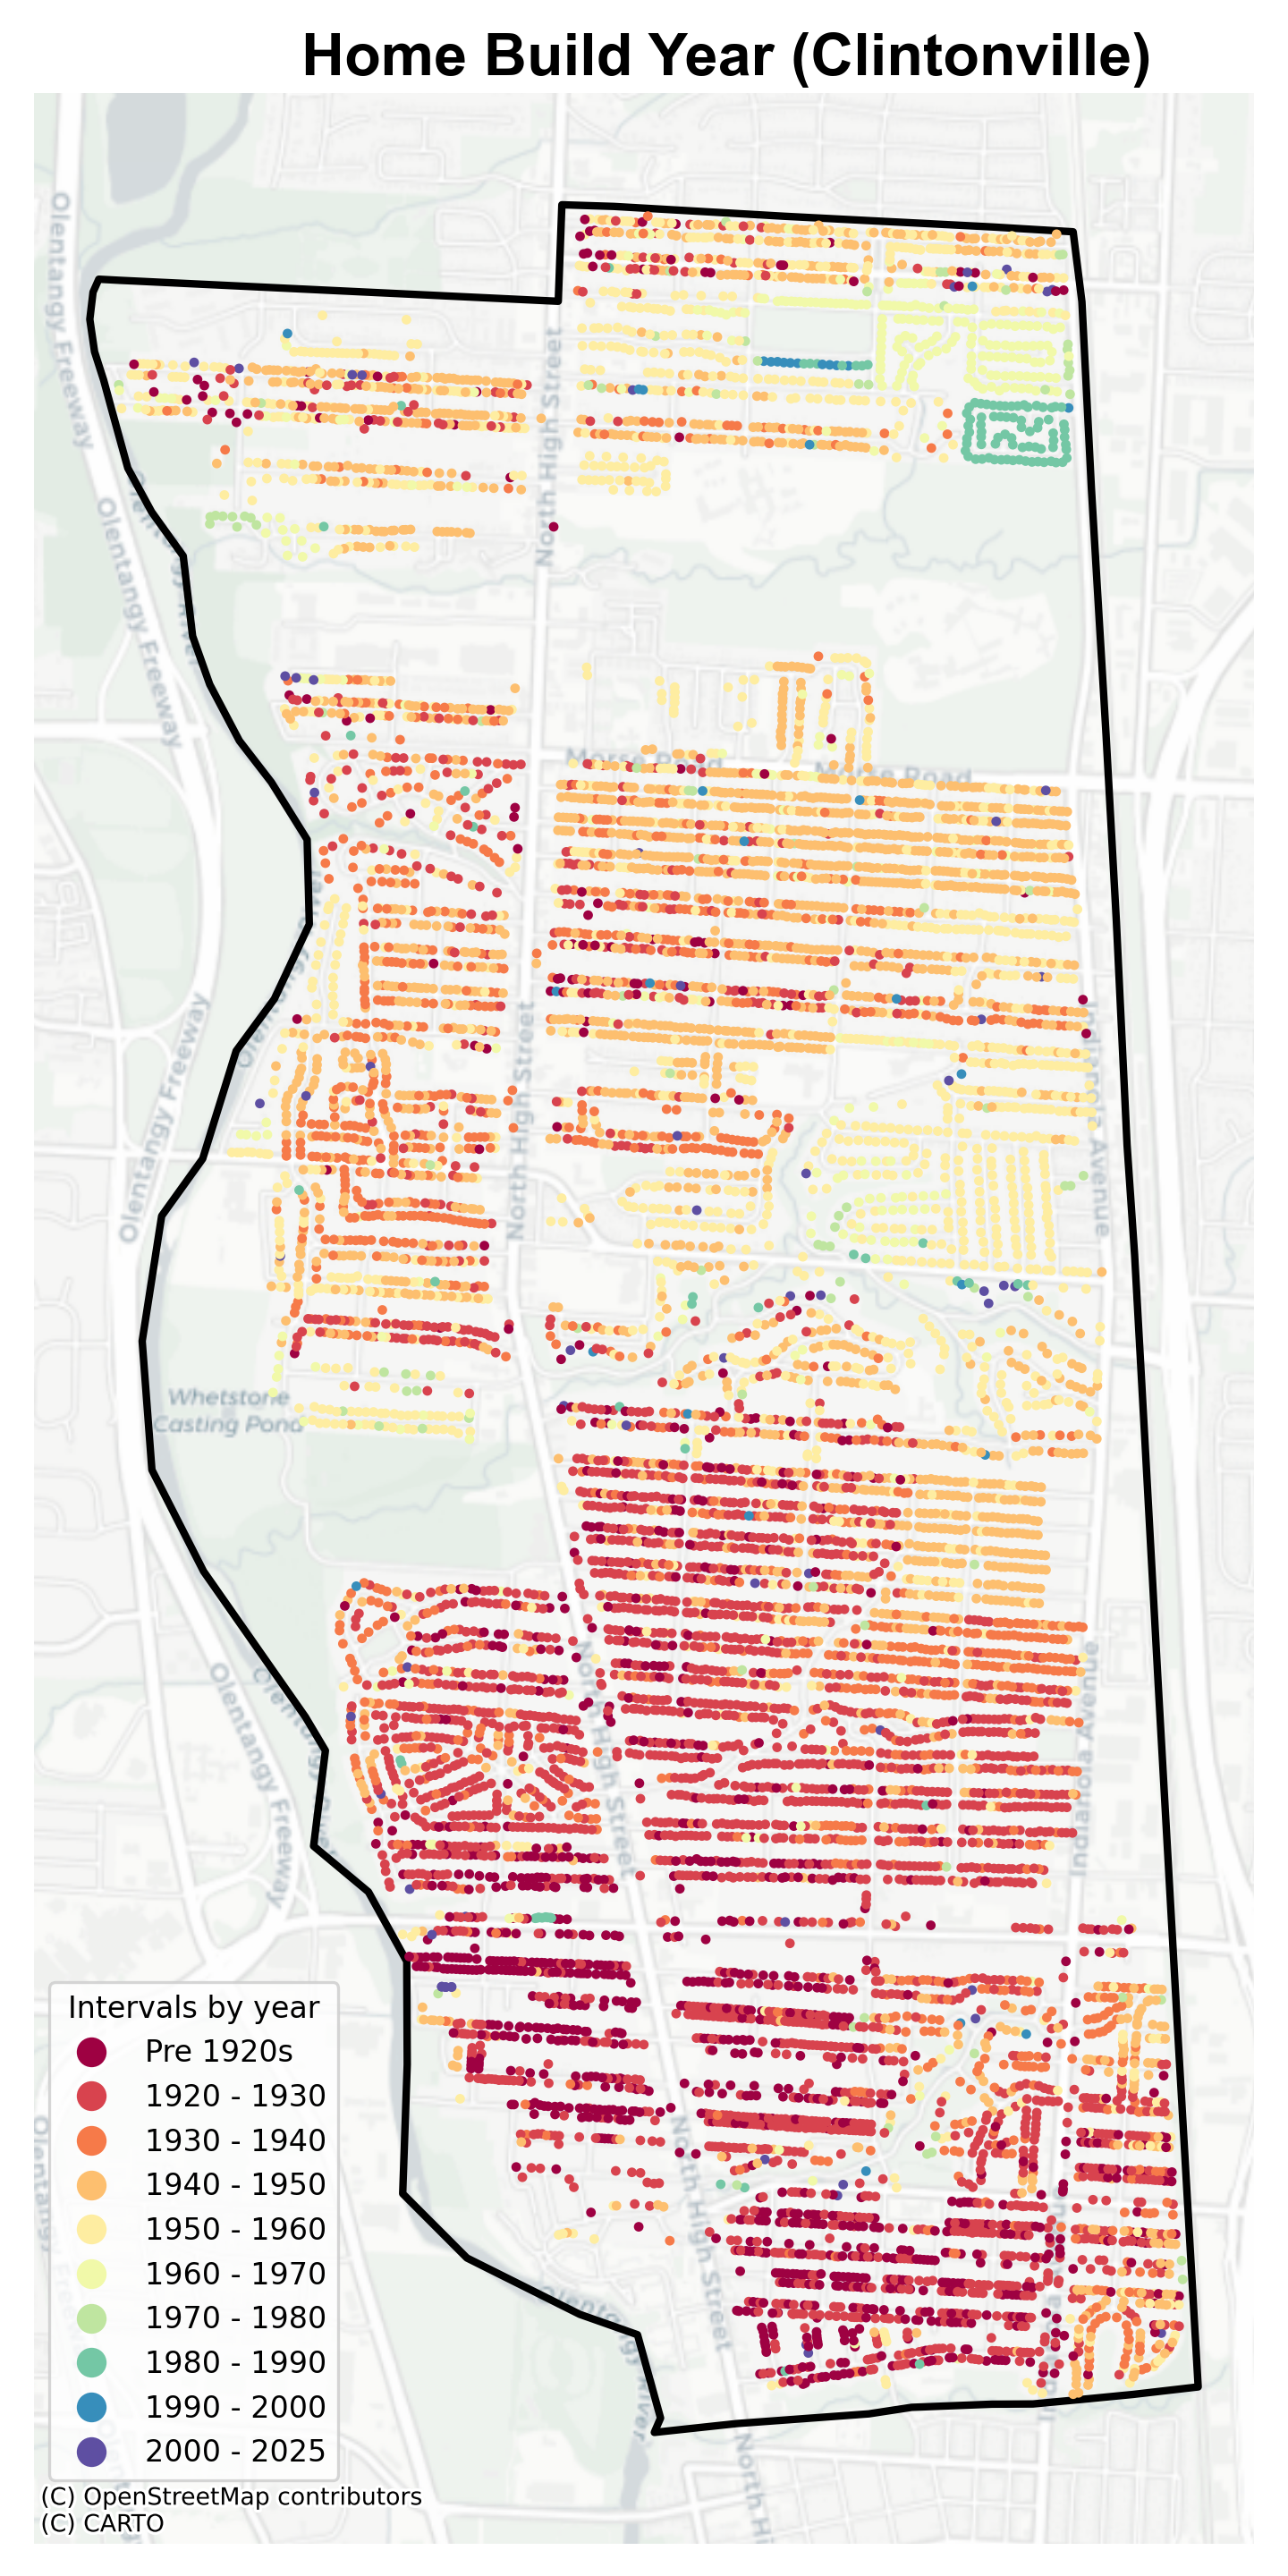 Home Build Year (Clintonville)
Olentangy Freeway
North High Street
Olentangy Freeway
Morse Road
Morse Road
Olentangy Freeway
North High Street
Indianola Avenue
Whetstone
Casting Pond
Olentangy Freeway
North High Street
Indianola Avenue
North High Street
Olentangy River
North Hi
Intervals by year
Pre 1920s
1920 - 1930
1930 - 1940
1940 - 1950
1950 - 1960
1960 - 1970
1970 - 1980
1980 - 1990
1990 - 2000
2000 - 2025
(C) OpenStreetMap contributors
(C) CARTO